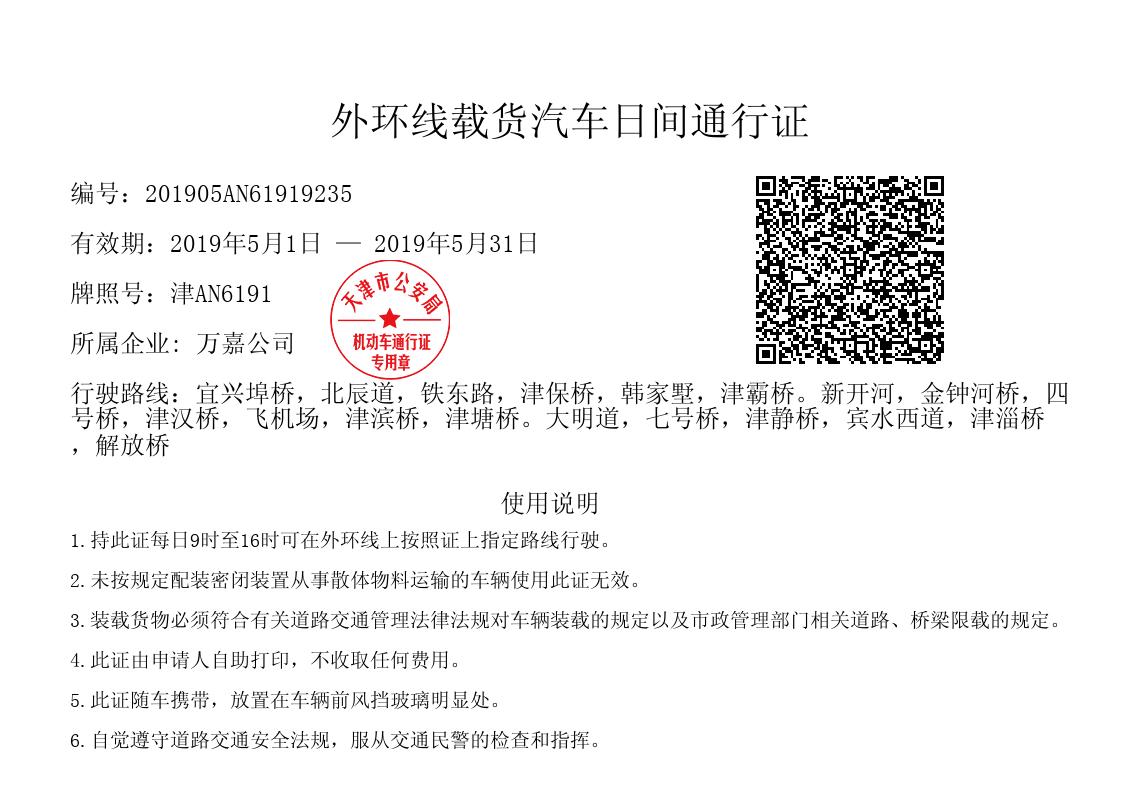 外环线载货汽车日间通行证
编号：201905AN61919235
有效期：2019年5月1日 — 2019年5月31日
牌照号：津AN6191
天津市公安局
机动车通行证
专用章
所属企业: 万嘉公司
行驶路线：宜兴埠桥，北辰道，铁东路，津保桥，韩家墅，津霸桥。新开河，金钟河桥，四
号桥，津汉桥，飞机场，津滨桥，津塘桥。大明道，七号桥，津静桥，宾水西道，津淄桥
，解放桥
使用说明
1.持此证每日9时至16时可在外环线上按照证上指定路线行驶。
2.未按规定配装密闭装置从事散体物料运输的车辆使用此证无效。
3.装载货物必须符合有关道路交通管理法律法规对车辆装载的规定以及市政管理部门相关道路、桥梁限载的规定。
4.此证由申请人自助打印，不收取任何费用。
5.此证随车携带，放置在车辆前风挡玻璃明显处。
6.自觉遵守道路交通安全法规，服从交通民警的检查和指挥。